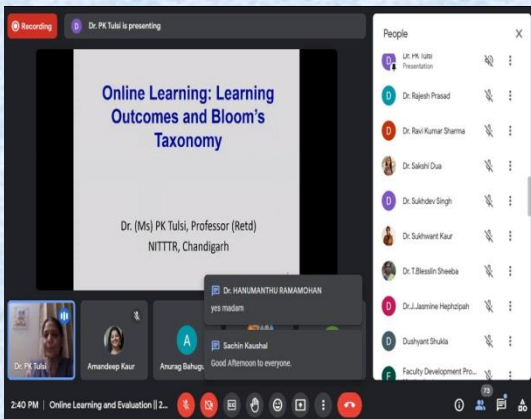 Recording
D
Dr. PK Tulsi is presenting
Online Learning: Learning
Outcomes and Bloom's
Taxonomy
Dr. (Ms) PK Tulsi, Professor (Retd)
NITTTR, Chandigarh
Dr. HANUMANTHU RAMAMOHAN
yes madam
Sachin Kaushal
Good Afternoon to everyone.
Dr. PK Tulsi
Amandeep Kaur
A
Anurag Bahugu
2:40 PM | Online Learning and Evaluation || 2...
73
People
Dr. PK Tulsi
Presentation
D
Dr. Rajesh Prasad
D
Dr. Ravi Kumar Sharma
Dr. Sakshi Dua
D
Dr. Sukhdev Singh
Dr. Sukhwant Kaur
Dr. T.Blesslin Sheeba
Dr.J.Jasmine Hephzipah
D
Dushyant Shukla
F
Faculty Development Pro...